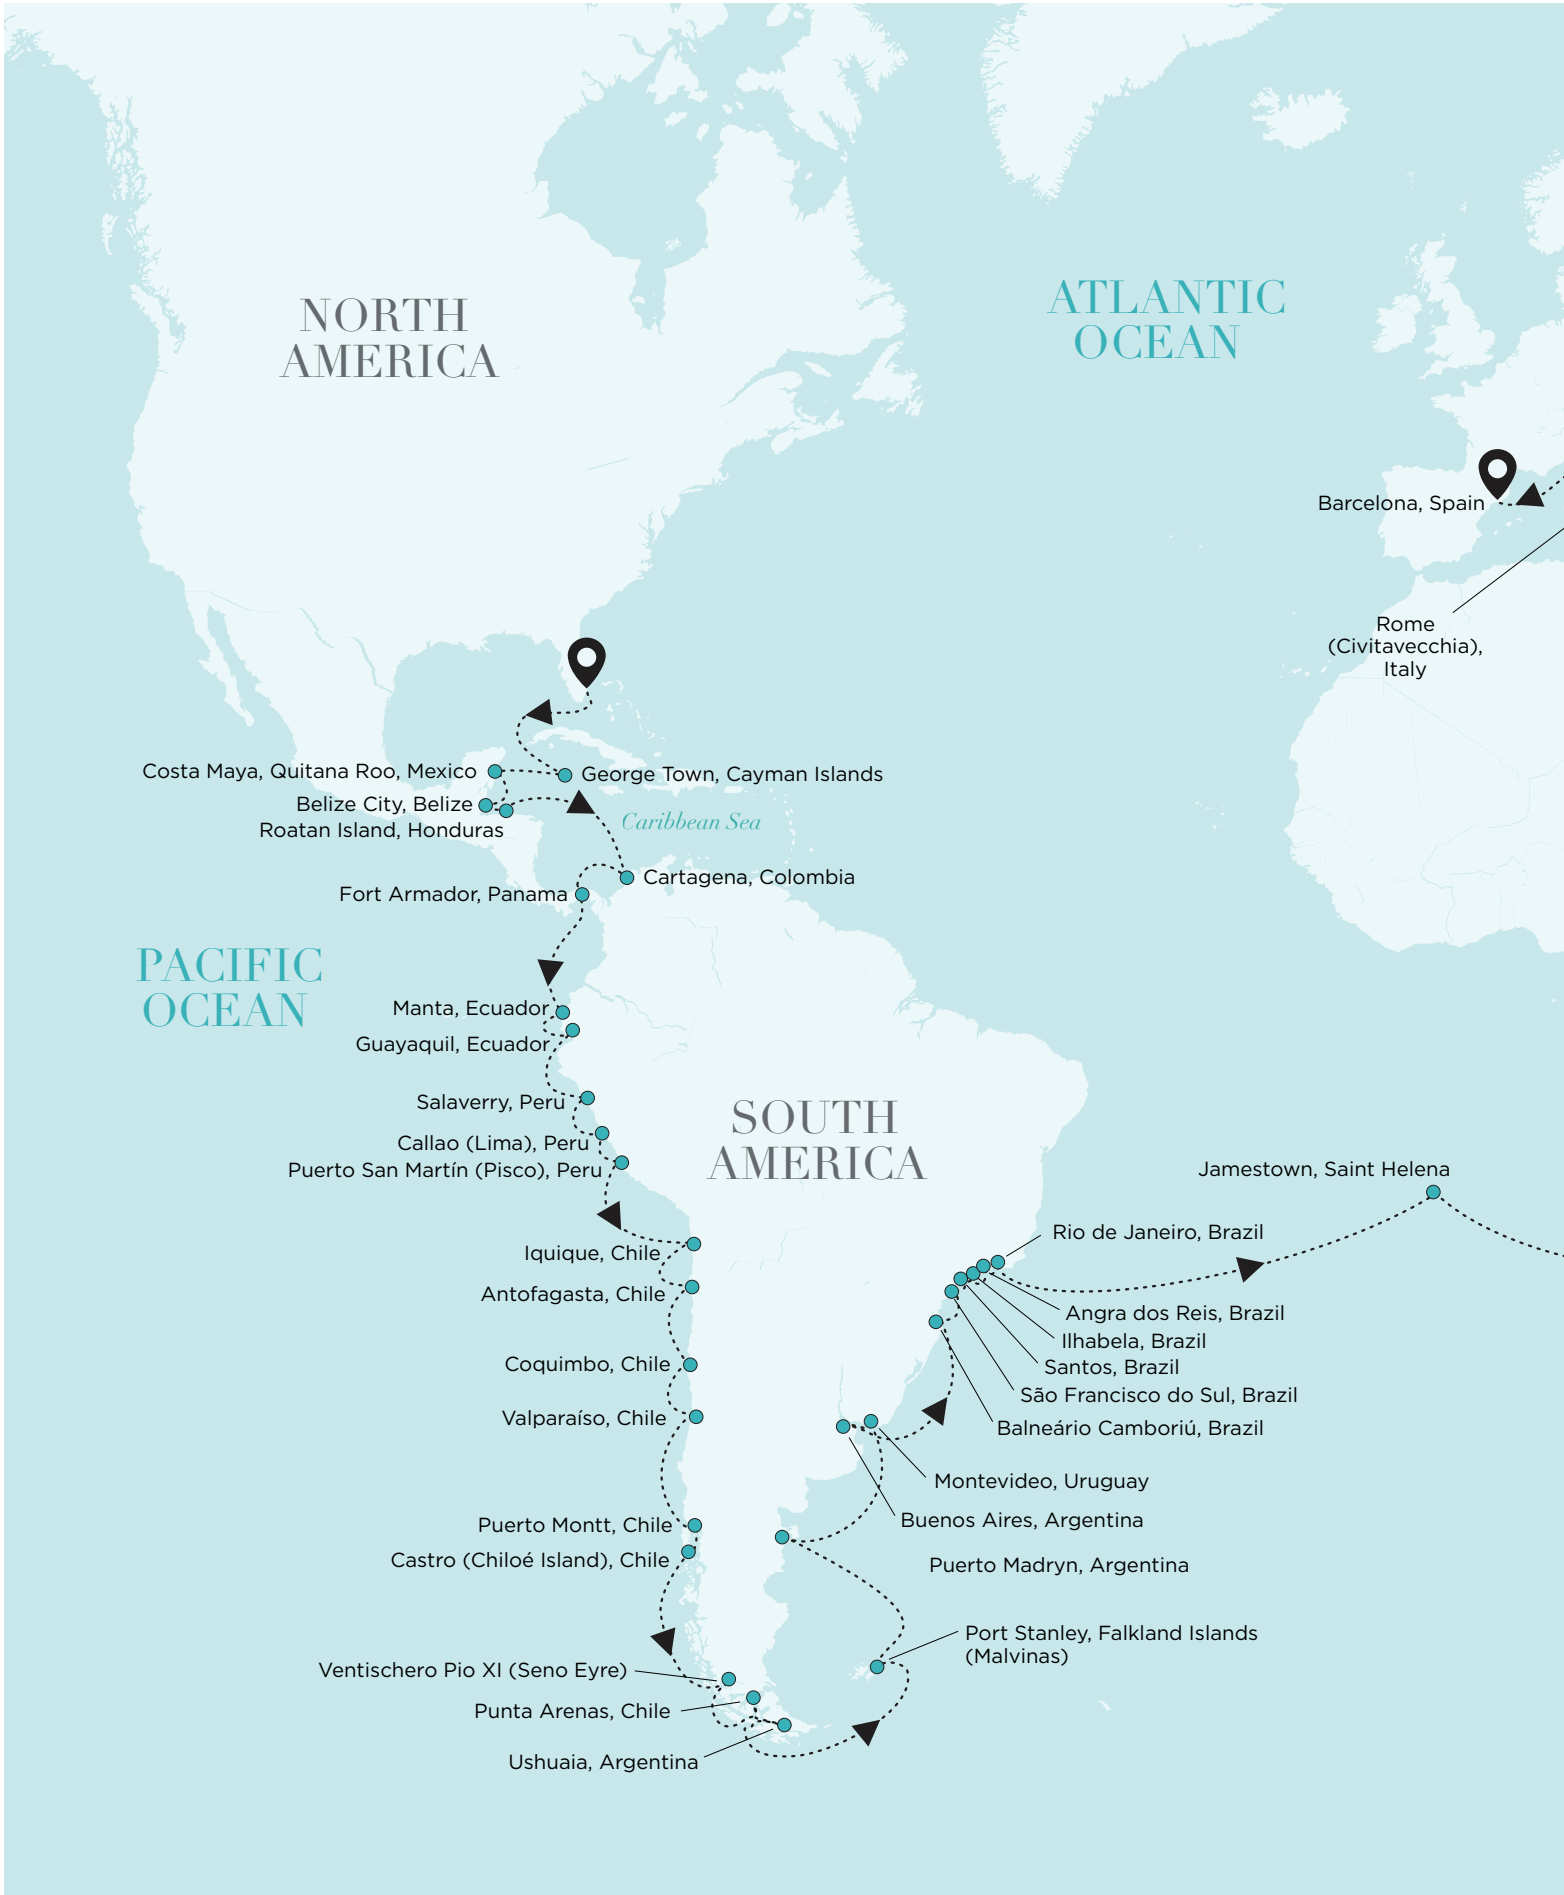 NORTH
AMERICA
ATLANTIC
OCEAN
Barcelona, Spain
Rome
(Civitavecchia),
Italy
Costa Maya, Quitana Roo, Mexico
George Town, Cayman Islands
Belize City, Belize
Roatan Island, Honduras
Caribbean Sea
Cartagena, Colombia
Fort Armador, Panama
PACIFIC
OCEAN
Manta, Ecuador
Guayaquil, Ecuador
Salaverry, Peru
Callao (Lima), Peru
Puerto San Martín (Pisco), Peru
SOUTH
AMERICA
Jamestown, Saint Helena
Rio de Janeiro, Brazil
Iquique, Chile
Antofagasta, Chile
Angra dos Reis, Brazil
Ilhabela, Brazil
Santos, Brazil
São Francisco do Sul, Brazil
Balneário Camboriú, Brazil
Coquimbo, Chile
Valparaíso, Chile
Montevideo, Uruguay
Buenos Aires, Argentina
Puerto Montt, Chile
Castro (Chiloé Island), Chile
Puerto Madryn, Argentina
Port Stanley, Falkland Islands
(Malvinas)
Ventischero Pio XI (Seno Eyre)
Punta Arenas, Chile
Ushuaia, Argentina